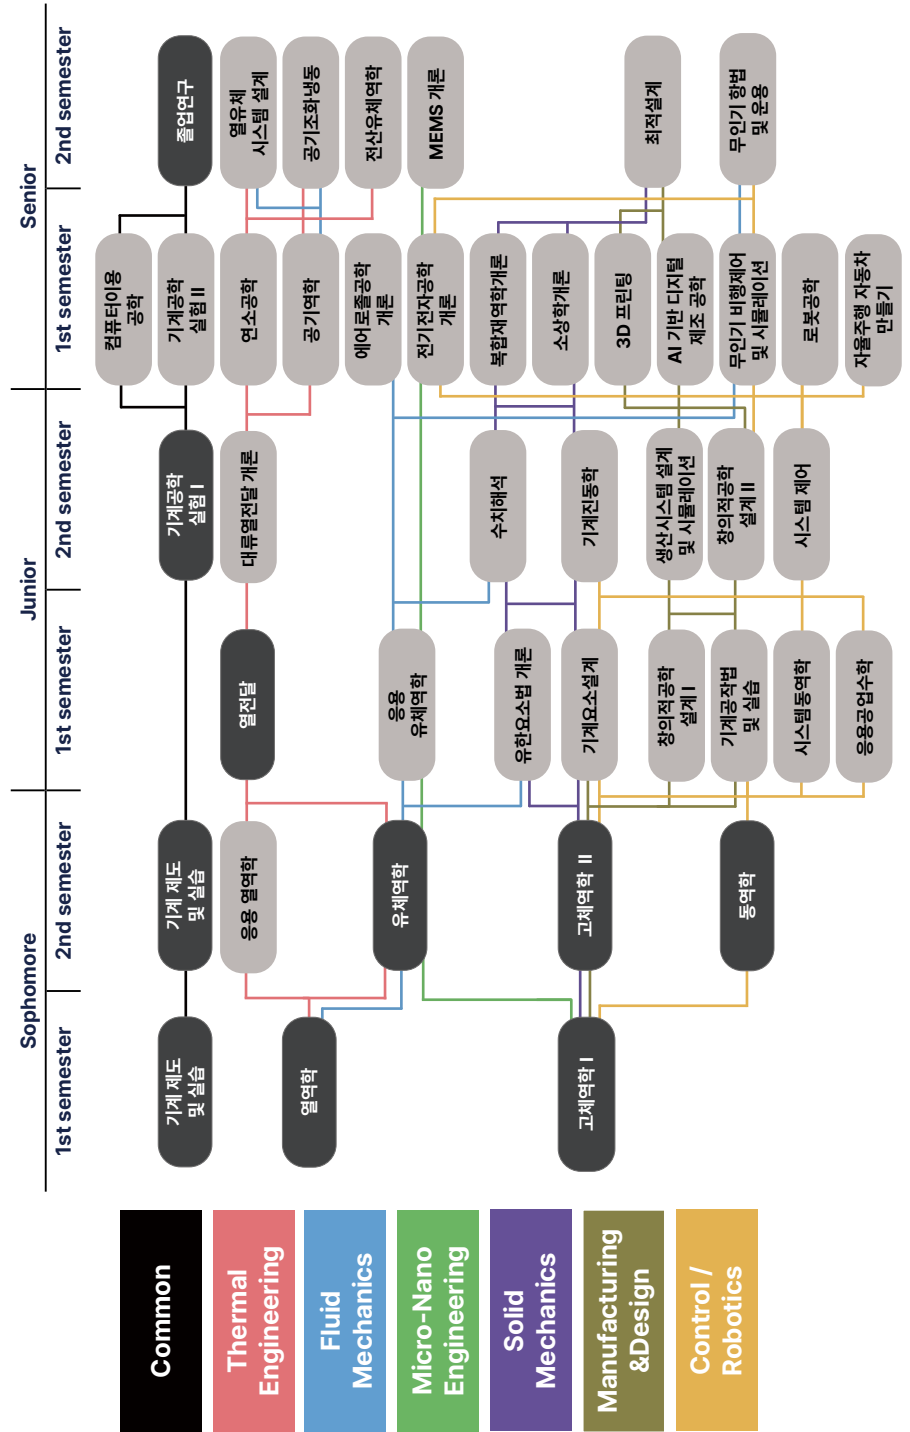 Sophomore
Junior
Senior
1st semester
2nd semester
1st semester
2nd semester
1st semester
2nd semester
Common
Thermal
Engineering
Fluid
Mechanics
Micro-Nano
Engineering
Solid
Mechanics
Manufacturing
&Design
Control /
Robotics
기계 제도
및 실습
열역학
고체역학 I
기계 제도
및 실습
응용 열역학
유체역학
고체역학 II
동역학
열전달
응용
유체역학
유한요소법 개론
기계요소설계
창의적공학
설계 I
기계공작법
및 실습
시스템동역학
응용공업수학
기계공학
실험 I
대류열전달 개론
수치해석
기계진동학
생산시스템 설계
및 시뮬레이션
창의적공학
설계 II
시스템 제어
컴퓨터이용
공학
기계공학
실험 II
연소공학
공기역학
에어로졸공학
개론
전기전자공학
개론
복합재역학개론
소상학개론
3D 프린팅
AI 기반 디지털
제조 공학
무인기 비행제어
및 시뮬레이션
로봇공학
자율주행 자동차
만들기
졸업연구
열유체
시스템 설계
공기조화냉동
전산유체역학
MEMS 개론
최적설계
무인기 항법
및 운용